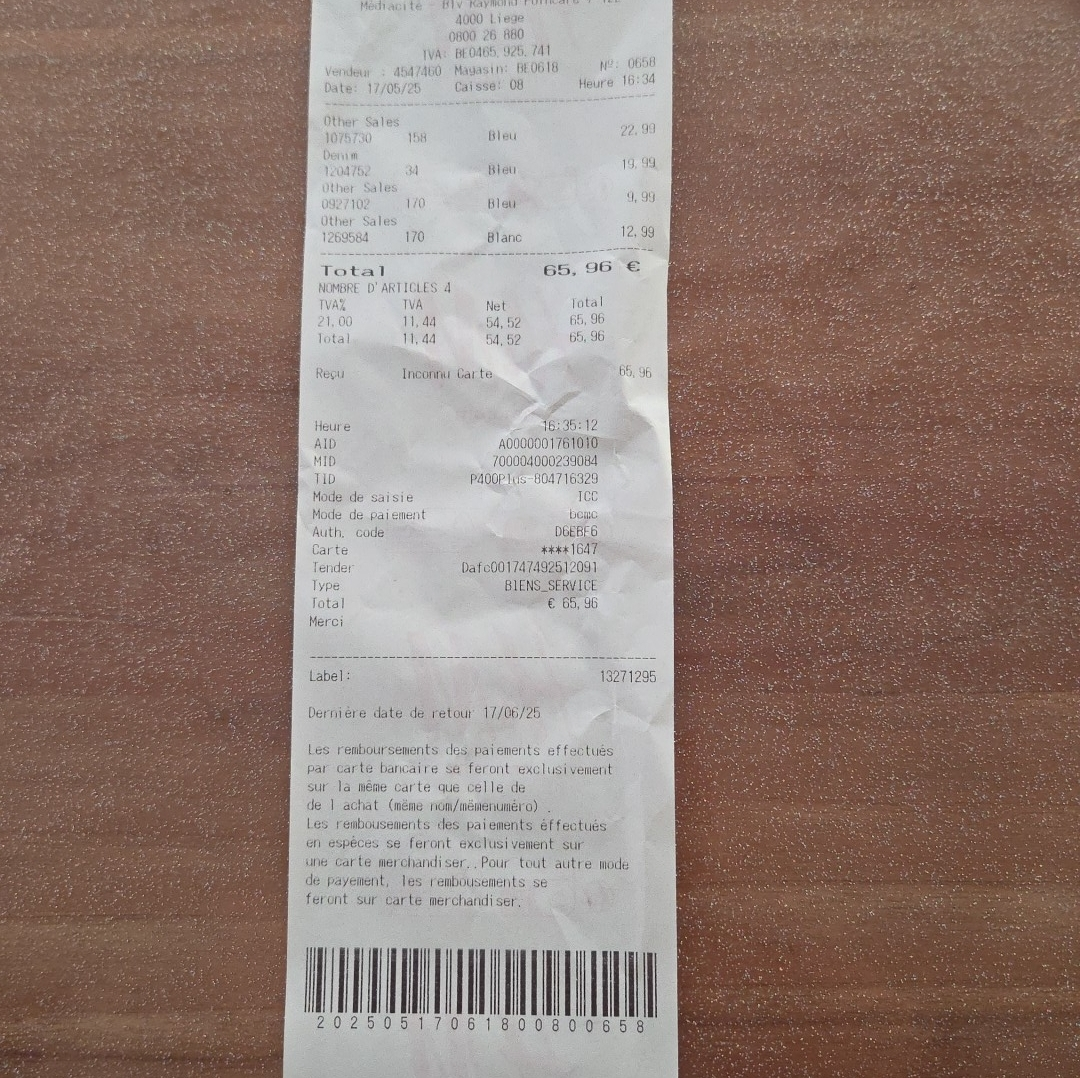 Médiacité - Blv Raymond
4000 Liege
0800 26 880
TVA: BE0465.925.741
Vendeur : 4547460 Magasin: BE0618 Nº: 0658
Date: 17/05/25 Caisse: 08 Heure 16:34
Other Sales
1075730 158 Bleu 22,99
Denim
1204752 34 Bleu 19,99
Other Sales
0927102 170 Bleu 9,99
Other Sales
1269584 170 Blanc 12,99
Total 65,96 €
NOMBRE D'ARTICLES 4
TVA% TVA Net Total
21,00 11,44 54,52 65,96
Total 11,44 54,52 65,96
Reçu Inconnu Carte 65,96
Heure 16:35:12
AID A0000001761010
MID 700004000239084
TID P400Plus-804716329
Mode de saisie ICC
Mode de paiement bcmc
Auth. code D6EBF6
Carte ****1647
Tender Dafc001747492512091
Type BIENS_SERVICE
Total € 65,96
Merci
Label: 13271295
Dernière date de retour 17/06/25
Les remboursements des paiements effectués
par carte bancaire se feront exclusivement
sur la même carte que celle de
de l achat (même nom/mêmenuméro) .
Les rembousements des paiements éffectués
en espèces se feront exclusivement sur
une carte merchandiser..Pour tout autre mode
de payement, les rembousements se
feront sur carte merchandiser.
2025051706180080​0658